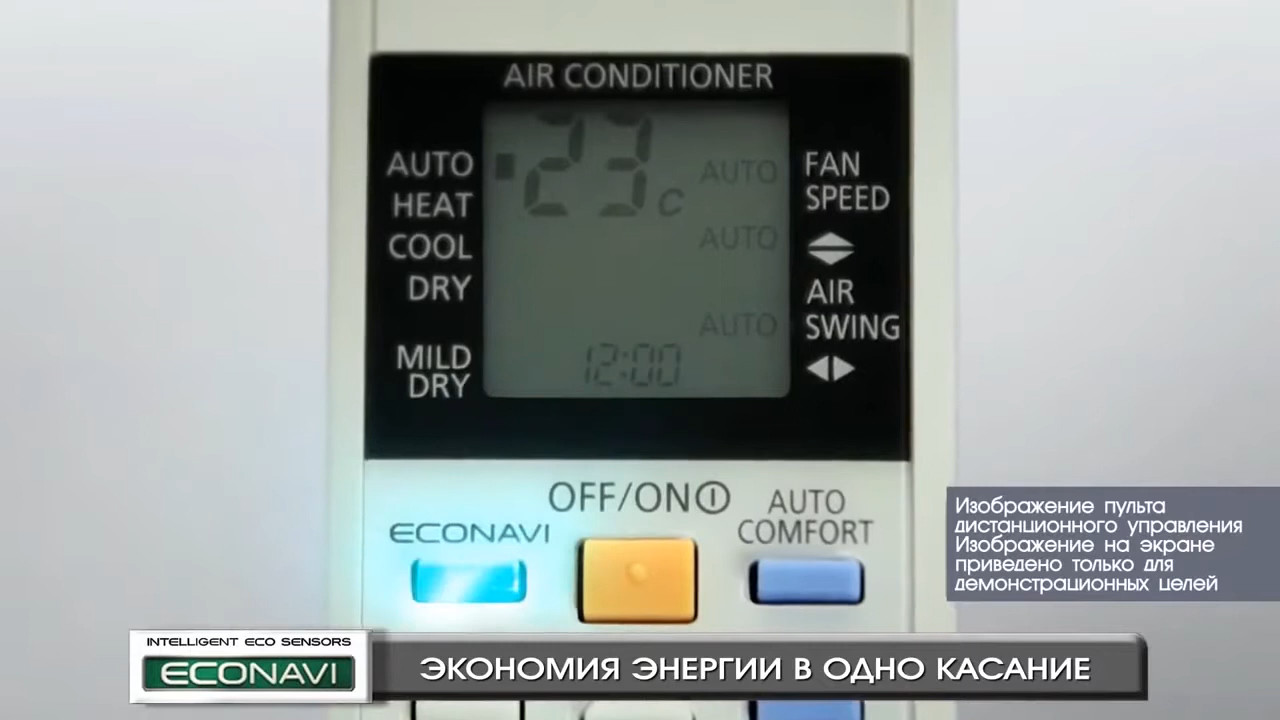 AIR CONDITIONER
23c
AUTO
HEAT
COOL
DRY
MILD
DRY
AUTO
AUTO
AUTO
12:00
FAN
SPEED
AIR
SWING
OFF/ON
ECONAVI
AUTO
COMFORT
Изображение пульта
дистанционного управления
Изображение на экране
приведено только для
демонстрационных целей
INTELLIGENT ECO SENSORS
ECONAVI
ЭКОНОМИЯ ЭНЕРГИИ В ОДНО КАСАНИЕ